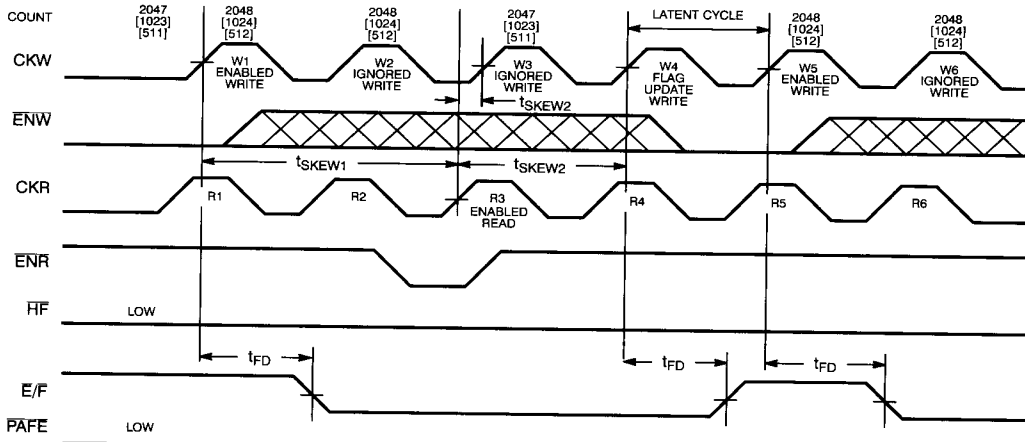 COUNT
2047
[1023]
[511]
2048
[1024]
[512]
2048
[1024]
[512]
2047
[1023]
[511]
LATENT CYCLE
2048
[1024]
[512]
2048
[1024]
[512]
CKW
W1
ENABLED
WRITE
W2
IGNORED
WRITE
W3
IGNORED
WRITE
W4
FLAG
UPDATE
WRITE
W5
ENABLED
WRITE
W6
IGNORED
WRITE
tSKEW2
ENW
tSKEW1
tSKEW2
CKR
R1
R2
R3
ENABLED
READ
R4
R5
R6
ENR
HF
LOW
tFD
tFD
tFD
E/F
PAFE
LOW